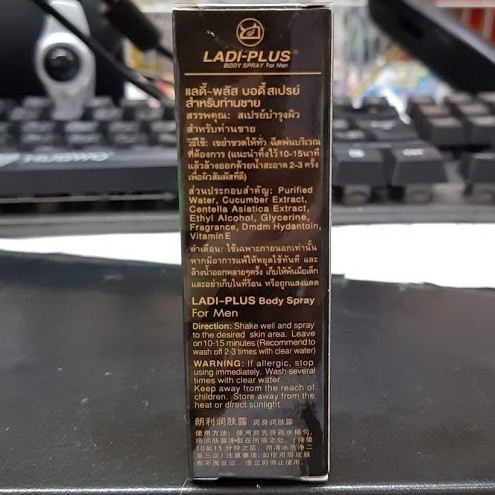 LADI-PLUS
BODY SPRAY For Men
แลดี้-พลัส บอดี้สเปรย์
สำหรับท่านชาย
สรรพคุณ: สเปรย์บำรุงผิว
สำหรับท่านชาย
วิธีใช้: เขย่าขวดให้ทั่ว ฉีดพ่นบริเวณ
ที่ต้องการ (แนะนำทิ้งไว้ 10-15นาที
แล้วล้างออกด้วยน้ำสะอาด 2-3 ครั้ง
เพื่อผิวสัมผัสที่ดี)
ส่วนประกอบสำคัญ: Purified
Water, Cucumber Extract,
Centella Asiatica Extract,
Ethyl Alcohol, Glycerine,
Fragrance, Dmdm Hydantoin,
Vitamin E
คำเตือน: ใช้เฉพาะภายนอกเท่านั้น
หากมีอาการแพ้ให้หยุดใช้ทันที และ
ล้างน้ำออกหลายๆครั้ง เก็บให้พ้นมือเด็ก
และอย่าเก็บในที่ร้อน หรือถูกแสงแดด
LADI-PLUS Body Spray
For Men
Direction: Shake well and spray
to the desired skin area. Leave
on 10-15 minutes (Recommend to
wash off 2-3 times with clear water)
WARNING: If allergic, stop
using immediately. Wash several
times with clear water.
Keep away from the reach of
children. Store away from the
heat or direct sunlight.
朗利润肤露
使用方法: 使用前先
10至15分钟之后